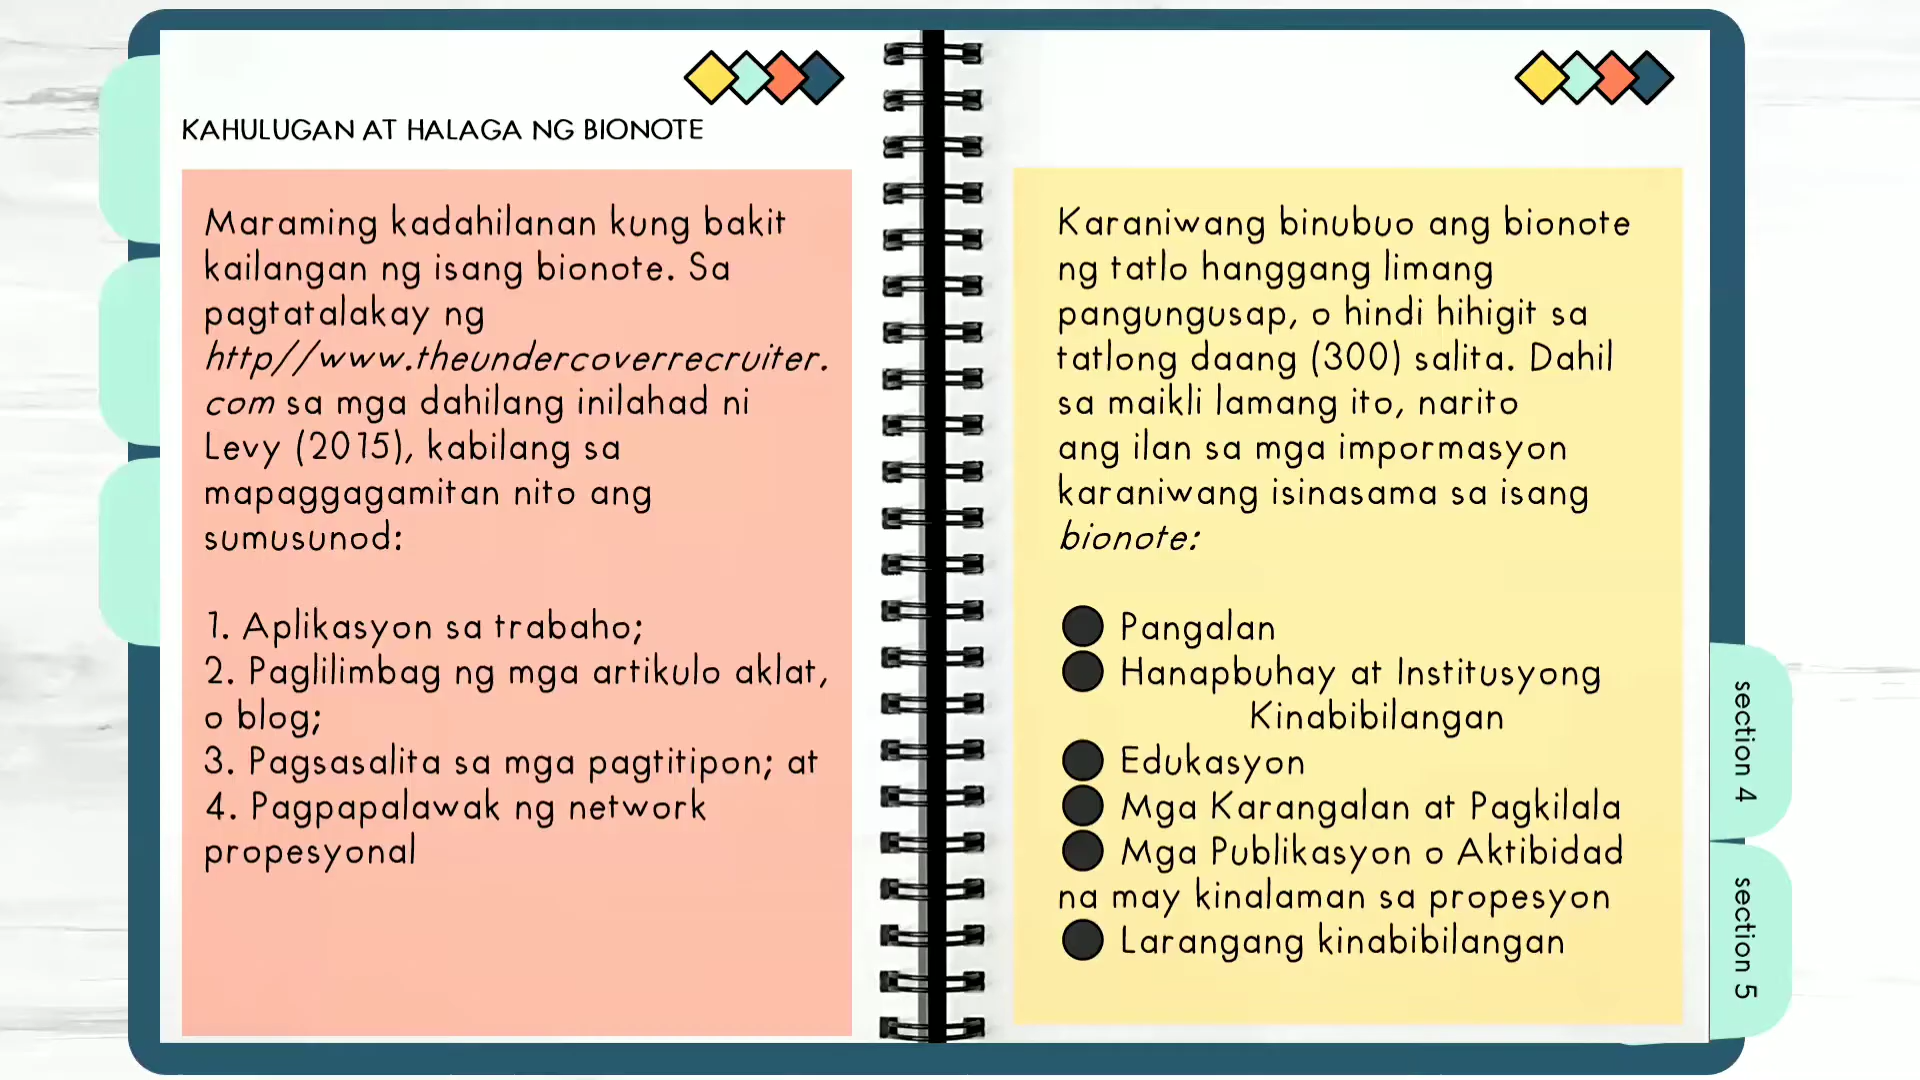 KAHULUGAN AT HALAGA NG BIONOTE
Maraming kadahilanan kung bakit
kailangan ng isang bionote. Sa
pagtatalakay ng
http//www.theundercoverrecruiter.
com sa mga dahilang inilahad ni
Levy (2015), kabilang sa
mapaggagamitan nito ang
sumusunod:
1. Aplikasyon sa trabaho;
2. Paglilimbag ng mga artikulo aklat,
o blog;
3. Pagsasalita sa mga pagtitipon; at
4. Pagpapalawak ng network
propesyonal
Karaniwang binubuo ang bionote
ng tatlo hanggang limang
pangungusap, o hindi hihigit sa
tatlong daang (300) salita. Dahil
sa maikli lamang ito, narito
ang ilan sa mga impormasyon
karaniwang isinasama sa isang
bionote:
● Pangalan
● Hanapbuhay at Institusyong
Kinabibilangan
● Edukasyon
● Mga Karangalan at Pagkilala
● Mga Publikasyon o Aktibidad
na may kinalaman sa propesyon
● Larangang kinabibilangan
section 4
section 5